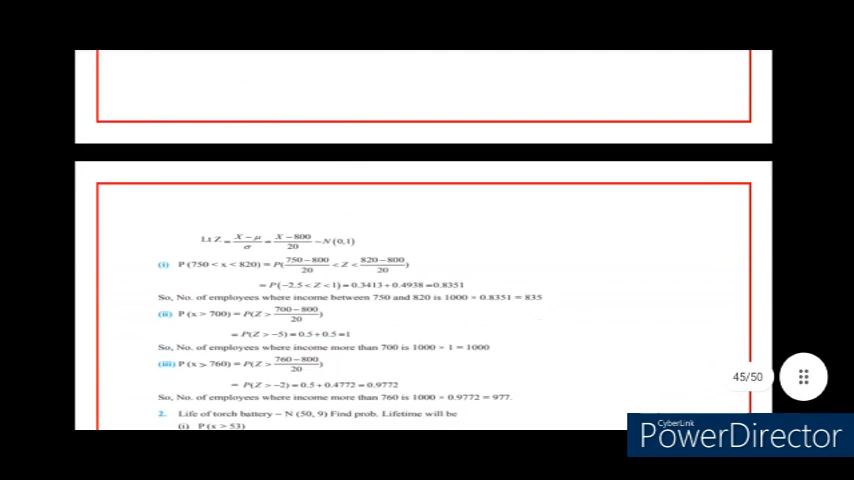 Lt Z = X − μ / σ = X − 800 / 20 ~ N(0,1)
(i) P (750 < x < 820) = P(750 − 800 / 20 < Z < 820 − 800 / 20)
= P(−2.5 < Z < 1) = 0.3413 + 0.4938 = 0.8351
So, No. of employees where income between 750 and 820 is 1000 × 0.8351 = 835
(ii) P (x > 700) = P(Z > 700 − 800 / 20)
= P(Z > −5) = 0.5 + 0.5 = 1
So, No. of employees where income more than 700 is 1000 × 1 = 1000
(iii) P (x > 760) = P(Z > 760 − 800 / 20)
= P(Z > −2) = 0.5 + 0.4772 = 0.9772
So, No. of employees where income more than 760 is 1000 × 0.9772 = 977.
2. Life of torch battery ~ N (50, 9) Find prob. Lifetime will be
(i) P (x > 53)
45/50
CyberLink
PowerDirector